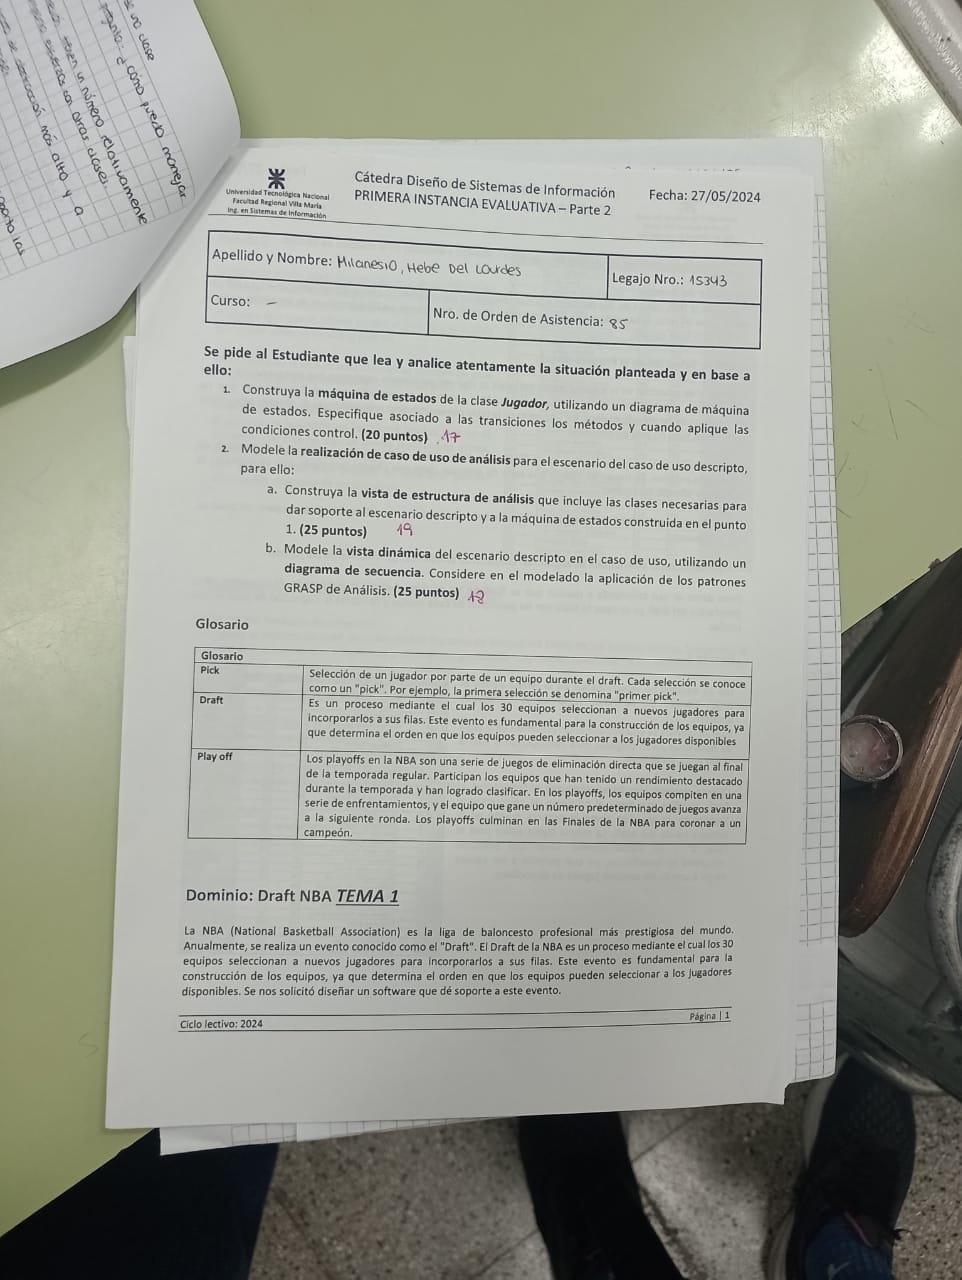 una clase
pregunta: ¿cómo puedo manejar
tienen un número relativamente
con otras clases.
más alto y a
Universidad Tecnológica Nacional
Facultad Regional Villa María
Ing. en Sistemas de Información
Cátedra Diseño de Sistemas de Información
PRIMERA INSTANCIA EVALUATIVA – Parte 2
Fecha: 27/05/2024
Apellido y Nombre: Milanesio, Hebe Del Lourdes
Legajo Nro.: 15343
Curso: -
Nro. de Orden de Asistencia: 85
Se pide al Estudiante que lea y analice atentamente la situación planteada y en base a
ello:
1. Construya la máquina de estados de la clase Jugador, utilizando un diagrama de máquina
de estados. Especifique asociado a las transiciones los métodos y cuando aplique las
condiciones control. (20 puntos) 17
2. Modele la realización de caso de uso de análisis para el escenario del caso de uso descripto,
para ello:
a. Construya la vista de estructura de análisis que incluye las clases necesarias para
dar soporte al escenario descripto y a la máquina de estados construida en el punto
1. (25 puntos) 19
b. Modele la vista dinámica del escenario descripto en el caso de uso, utilizando un
diagrama de secuencia. Considere en el modelado la aplicación de los patrones
GRASP de Análisis. (25 puntos) 18
Glosario
Glosario
Pick
Selección de un jugador por parte de un equipo durante el draft. Cada selección se conoce
como un "pick". Por ejemplo, la primera selección se denomina "primer pick".
Draft
Es un proceso mediante el cual los 30 equipos seleccionan a nuevos jugadores para
incorporarlos a sus filas. Este evento es fundamental para la construcción de los equipos, ya
que determina el orden en que los equipos pueden seleccionar a los jugadores disponibles
Play off
Los playoffs en la NBA son una serie de juegos de eliminación directa que se juegan al final
de la temporada regular. Participan los equipos que han tenido un rendimiento destacado
durante la temporada y han logrado clasificar. En los playoffs, los equipos compiten en una
serie de enfrentamientos, y el equipo que gane un número predeterminado de juegos avanza
a la siguiente ronda. Los playoffs culminan en las Finales de la NBA para coronar a un
campeón.
Dominio: Draft NBA TEMA 1
La NBA (National Basketball Association) es la liga de baloncesto profesional más prestigiosa del mundo.
Anualmente, se realiza un evento conocido como el "Draft". El Draft de la NBA es un proceso mediante el cual los 30
equipos seleccionan a nuevos jugadores para incorporarlos a sus filas. Este evento es fundamental para la
construcción de los equipos, ya que determina el orden en que los equipos pueden seleccionar a los jugadores
disponibles. Se nos solicitó diseñar un software que dé soporte a este evento.
Ciclo lectivo: 2024
Página | 1